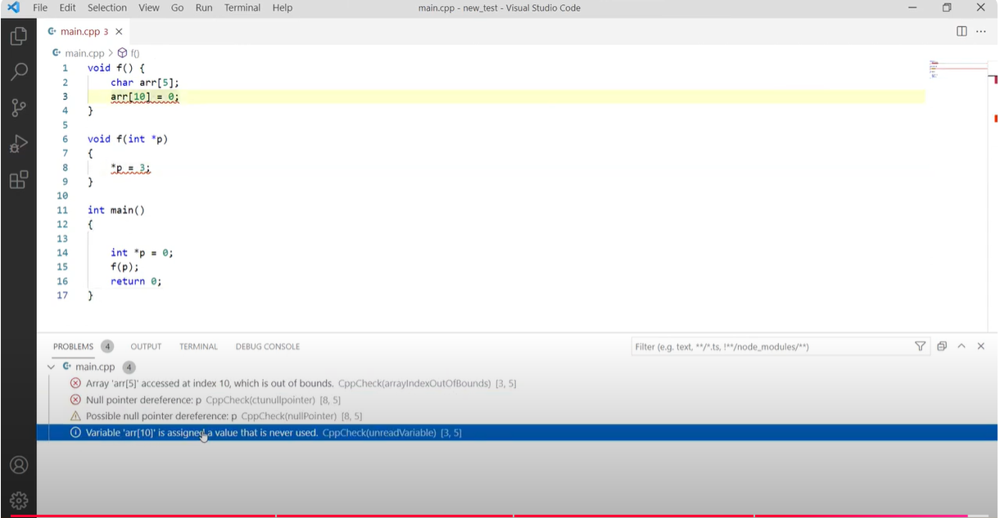 File Edit Selection View Go Run Terminal Help main.cpp - new_test - Visual Studio Code
main.cpp 3
main.cpp > f()
1 void f() {
2 char arr[5];
3 arr[10] = 0;
4 }
5
6 void f(int *p)
7 {
8 *p = 3;
9 }
10
11 int main()
12 {
13
14 int *p = 0;
15 f(p);
16 return 0;
17 }
PROBLEMS 4 OUTPUT TERMINAL DEBUG CONSOLE Filter (e.g. text, **/*.ts, !**/node_modules/**)
main.cpp 4
Array 'arr[5]' accessed at index 10, which is out of bounds. CppCheck(arrayIndexOutOfBounds) [3, 5]
Null pointer dereference: p CppCheck(ctunullpointer) [8, 5]
Possible null pointer dereference: p CppCheck(nullPointer) [8, 5]
Variable 'arr[10]' is assigned a value that is never used. CppCheck(unreadVariable) [3, 5]